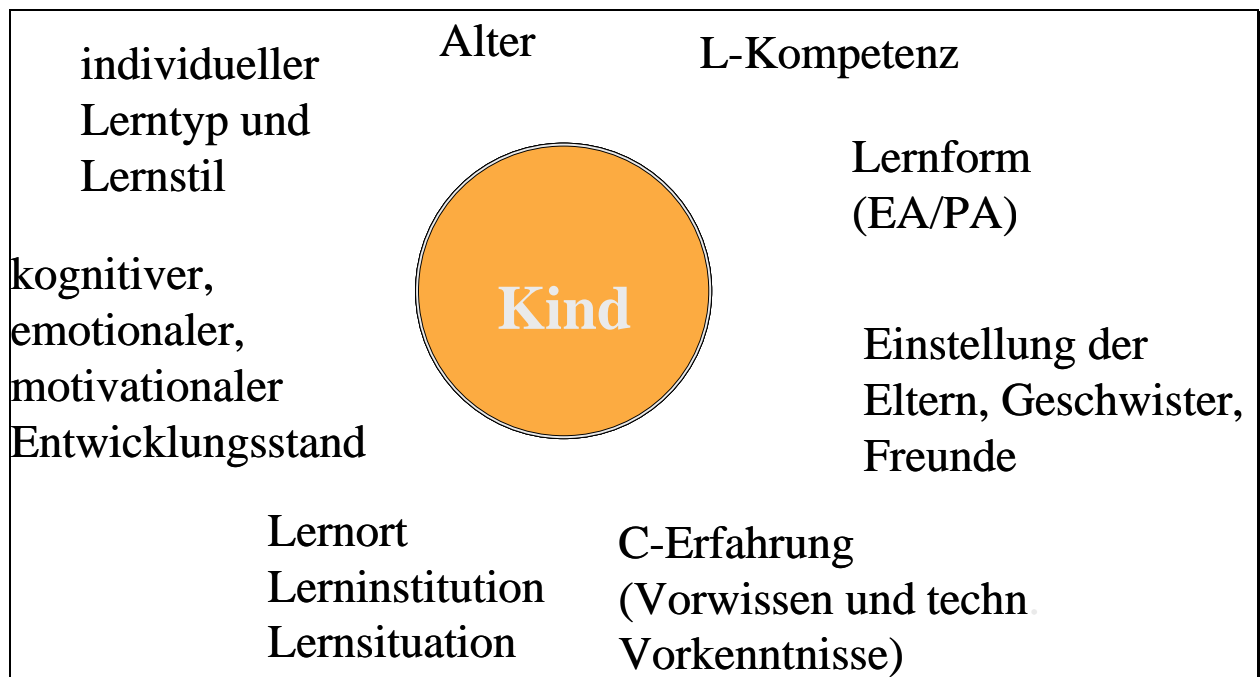 individueller
Lerntyp und
Lernstil
Alter
L-Kompetenz
Lernform
(EA/PA)
Kind
kognitiver,
emotionaler,
motivationaler
Entwicklungsstand
Einstellung der
Eltern, Geschwister,
Freunde
Lernort
Lerninstitution
Lernsituation
C-Erfahrung
(Vorwissen und techn.
Vorkenntnisse)